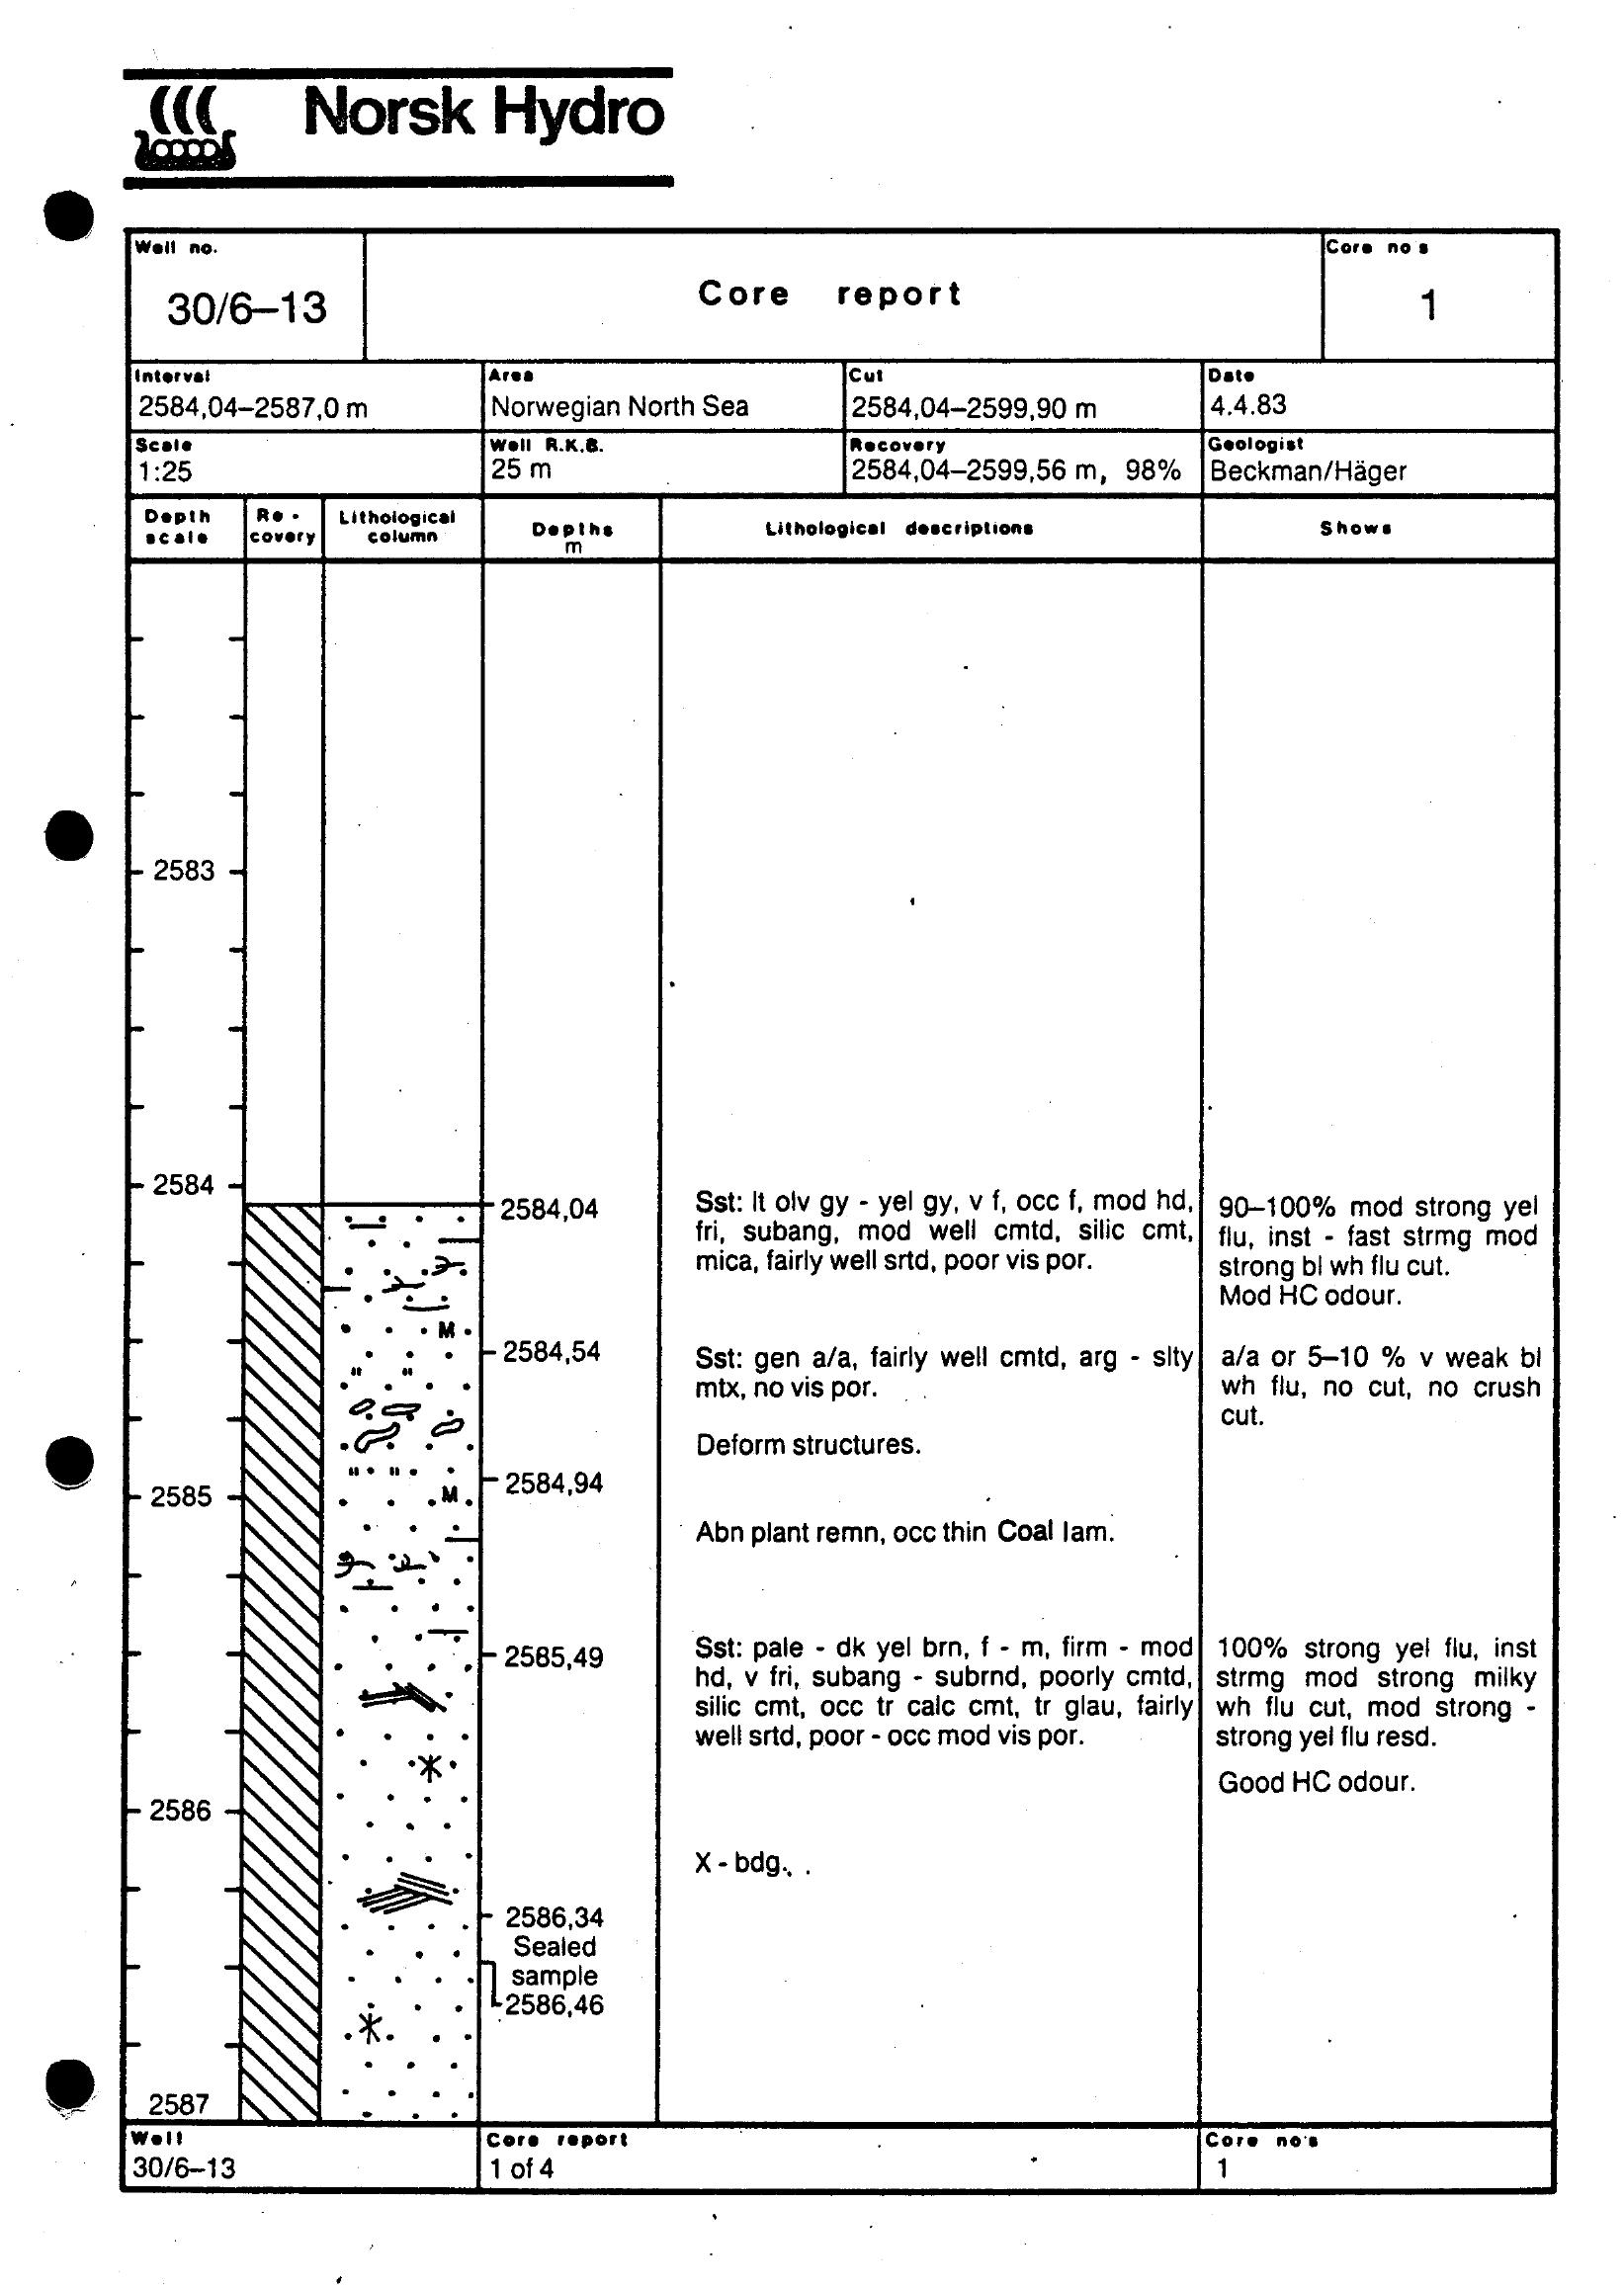 Norsk Hydro
Well no.
30/6–13
Core report
Core no s
1
Interval
2584,04–2587,0 m
Area
Norwegian North Sea
Cut
2584,04–2599,90 m
Date
4.4.83
Scale
1:25
Well R.K.B.
25 m
Recovery
2584,04–2599,56 m, 98%
Geologist
Beckman/Häger
Depth
scale
Re -
covery
Lithological
column
Depths
m
Lithological descriptions
Shows
2583
2584
2584,04
Sst: lt olv gy - yel gy, v f, occ f, mod hd,
fri, subang, mod well cmtd, silic cmt,
mica, fairly well srtd, poor vis por.
90–100% mod strong yel
flu, inst - fast strmg mod
strong bl wh flu cut.
Mod HC odour.
M
2584,54
Sst: gen a/a, fairly well cmtd, arg - slty
mtx, no vis por.
a/a or 5–10 % v weak bl
wh flu, no cut, no crush
cut.
Deform structures.
2584,94
2585
M
Abn plant remn, occ thin Coal lam.
2585,49
Sst: pale - dk yel brn, f - m, firm - mod
hd, v fri, subang - subrnd, poorly cmtd,
silic cmt, occ tr calc cmt, tr glau, fairly
well srtd, poor - occ mod vis por.
100% strong yel flu, inst
strmg mod strong milky
wh flu cut, mod strong -
strong yel flu resd.
Good HC odour.
2586
X - bdg.
2586,34
Sealed
sample
2586,46
2587
Well
30/6–13
Core report
1 of 4
Core no's
1